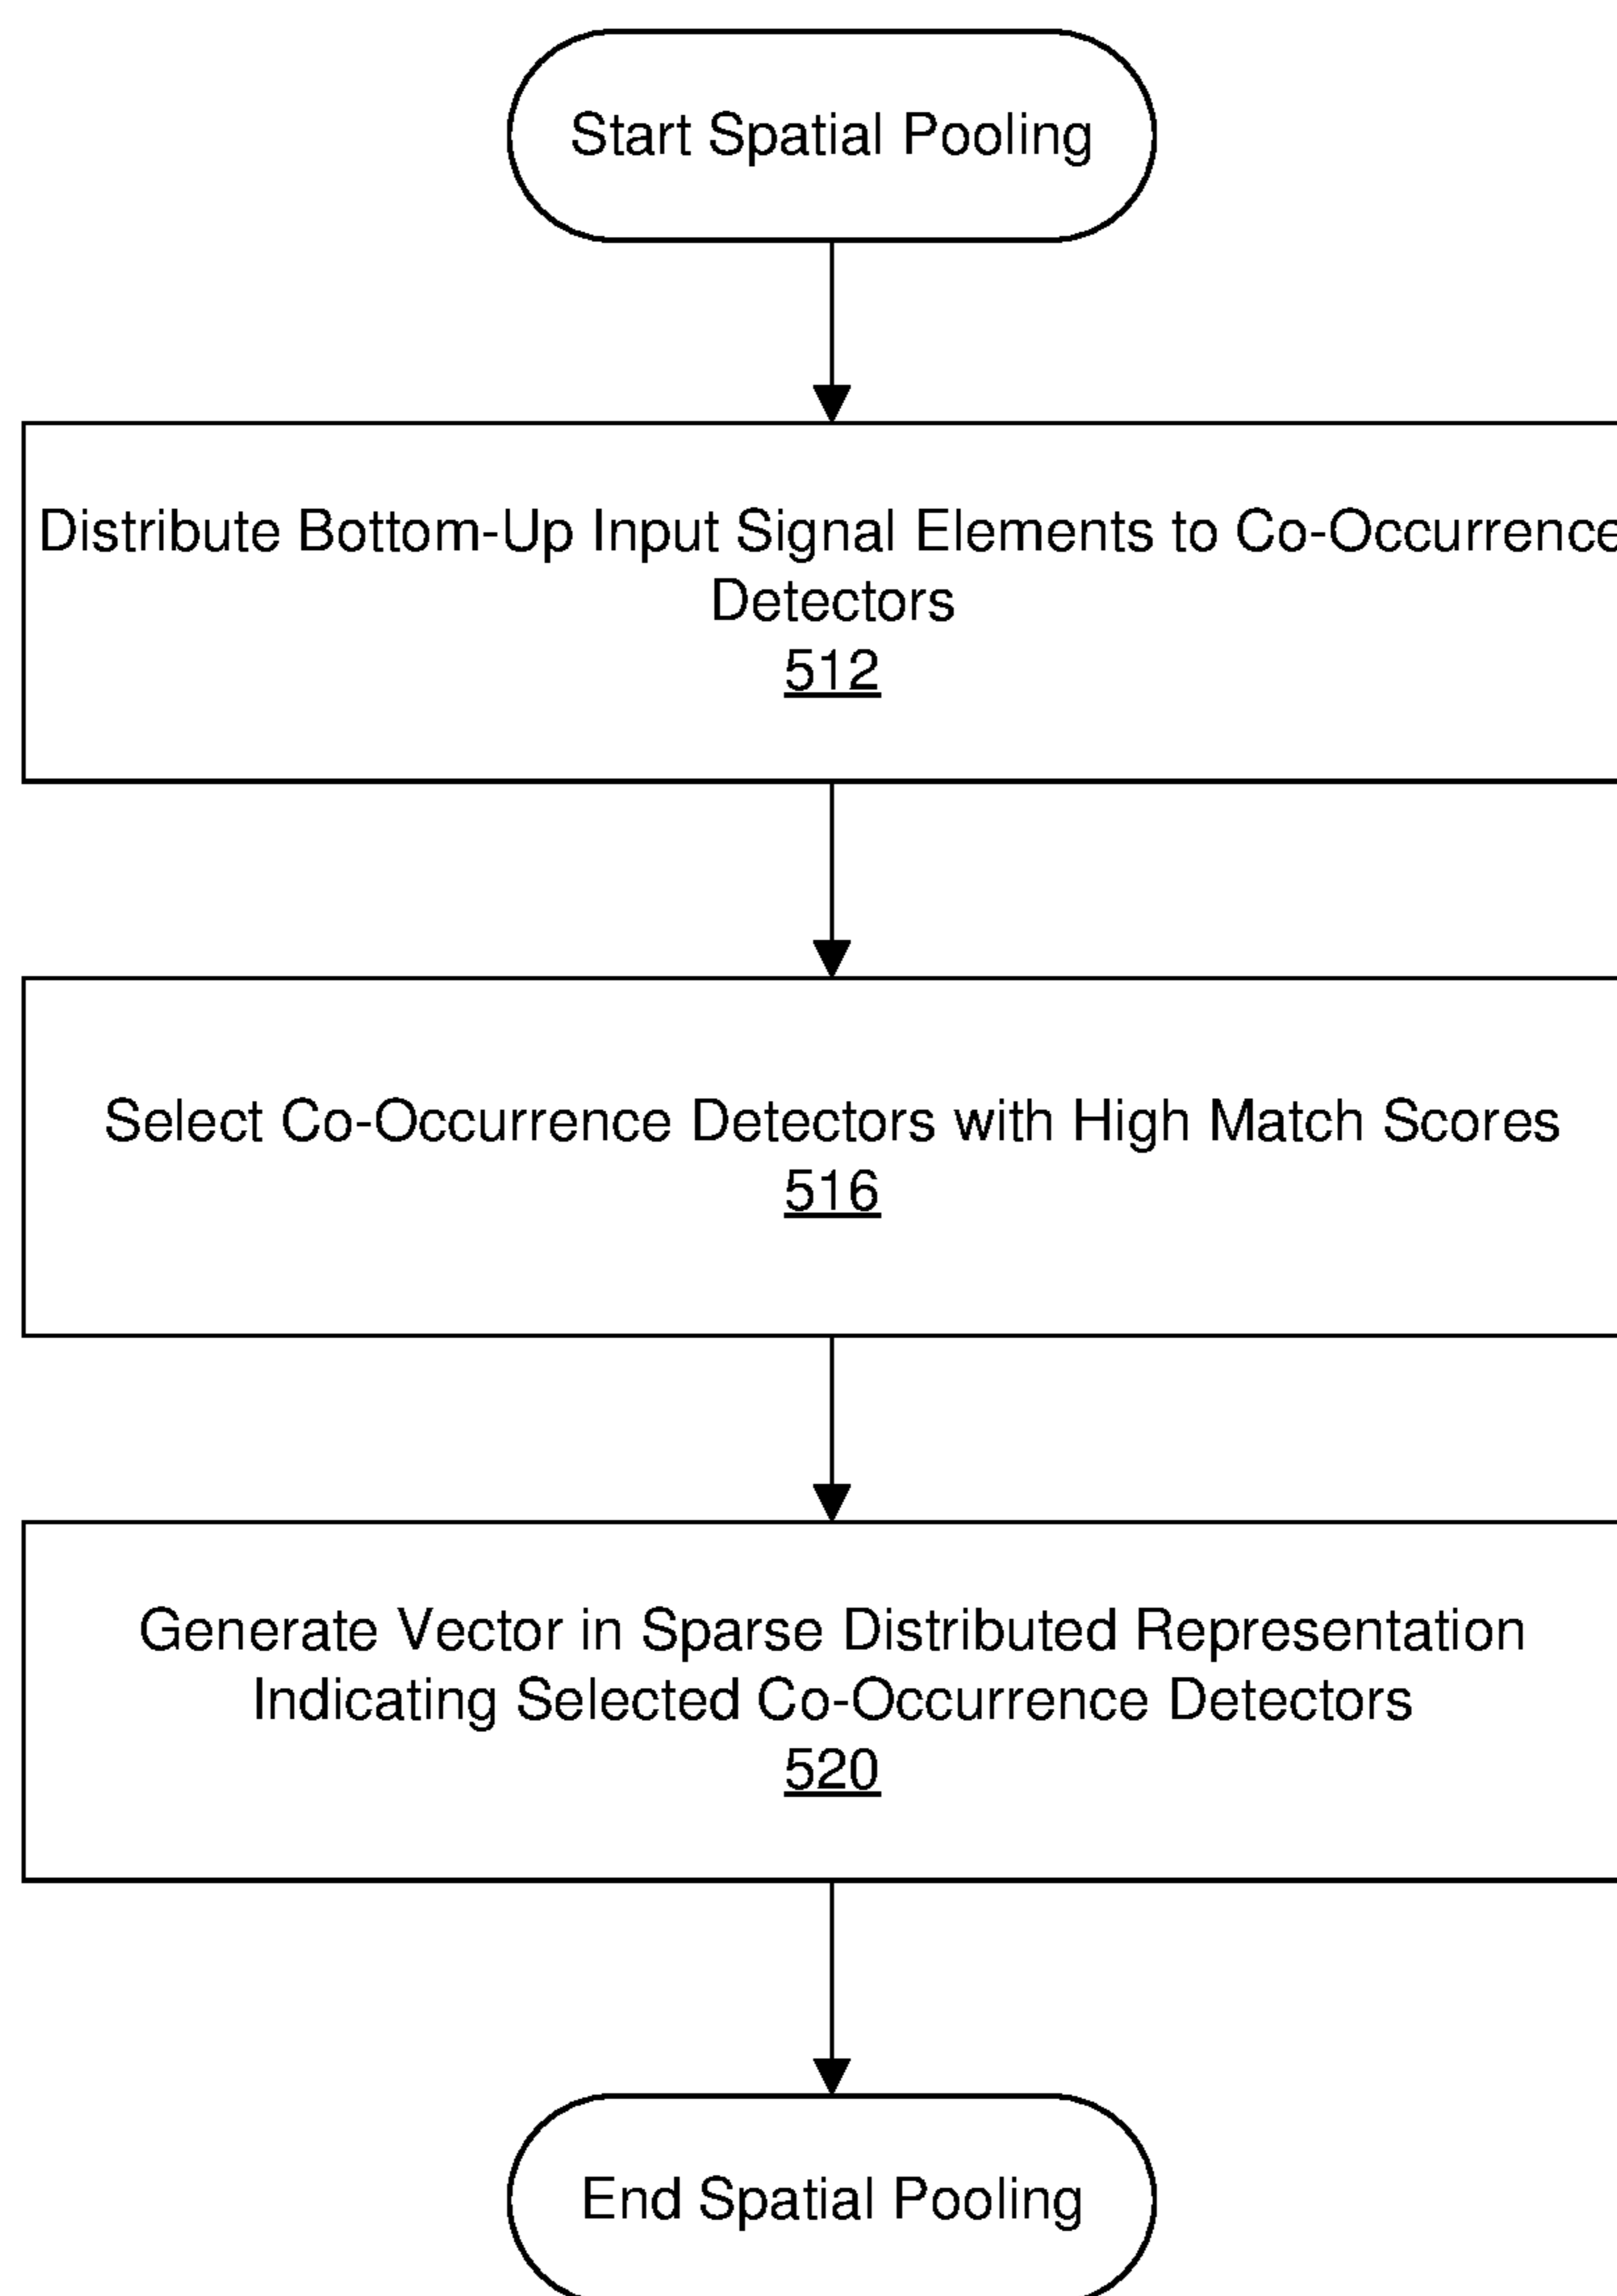 Start Spatial Pooling
Distribute Bottom-Up Input Signal Elements to Co-Occurrence
Detectors
512
Select Co-Occurrence Detectors with High Match Scores
516
Generate Vector in Sparse Distributed Representation
Indicating Selected Co-Occurrence Detectors
520
End Spatial Pooling